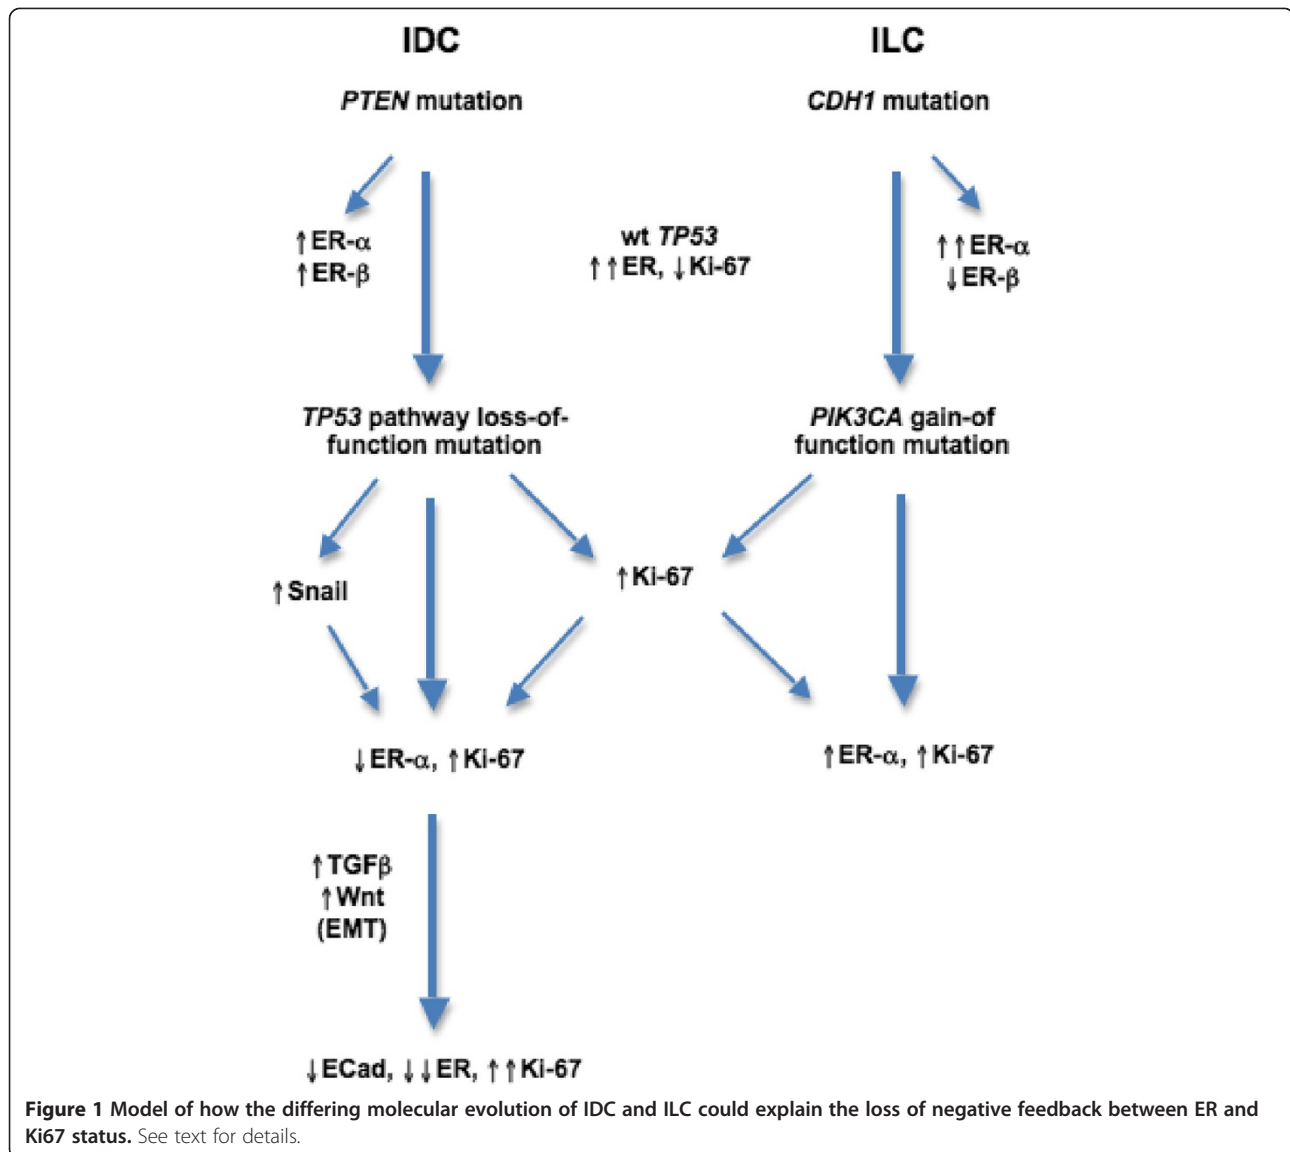 IDC
ILC
PTEN mutation
CDH1 mutation
↑ER-α
↑ER-β
wt TP53
↑↑ER, ↓Ki-67
↑↑ER-α
↓ER-β
TP53 pathway loss-of-
function mutation
PIK3CA gain-of
function mutation
↑Snail
↑Ki-67
↓ER-α, ↑Ki-67
↑ER-α, ↑Ki-67
↑TGFβ
↑Wnt
(EMT)
↓ECad, ↓↓ER, ↑↑Ki-67
Figure 1 Model of how the differing molecular evolution of IDC and ILC could explain the loss of negative feedback between ER and
Ki67 status. See text for details.